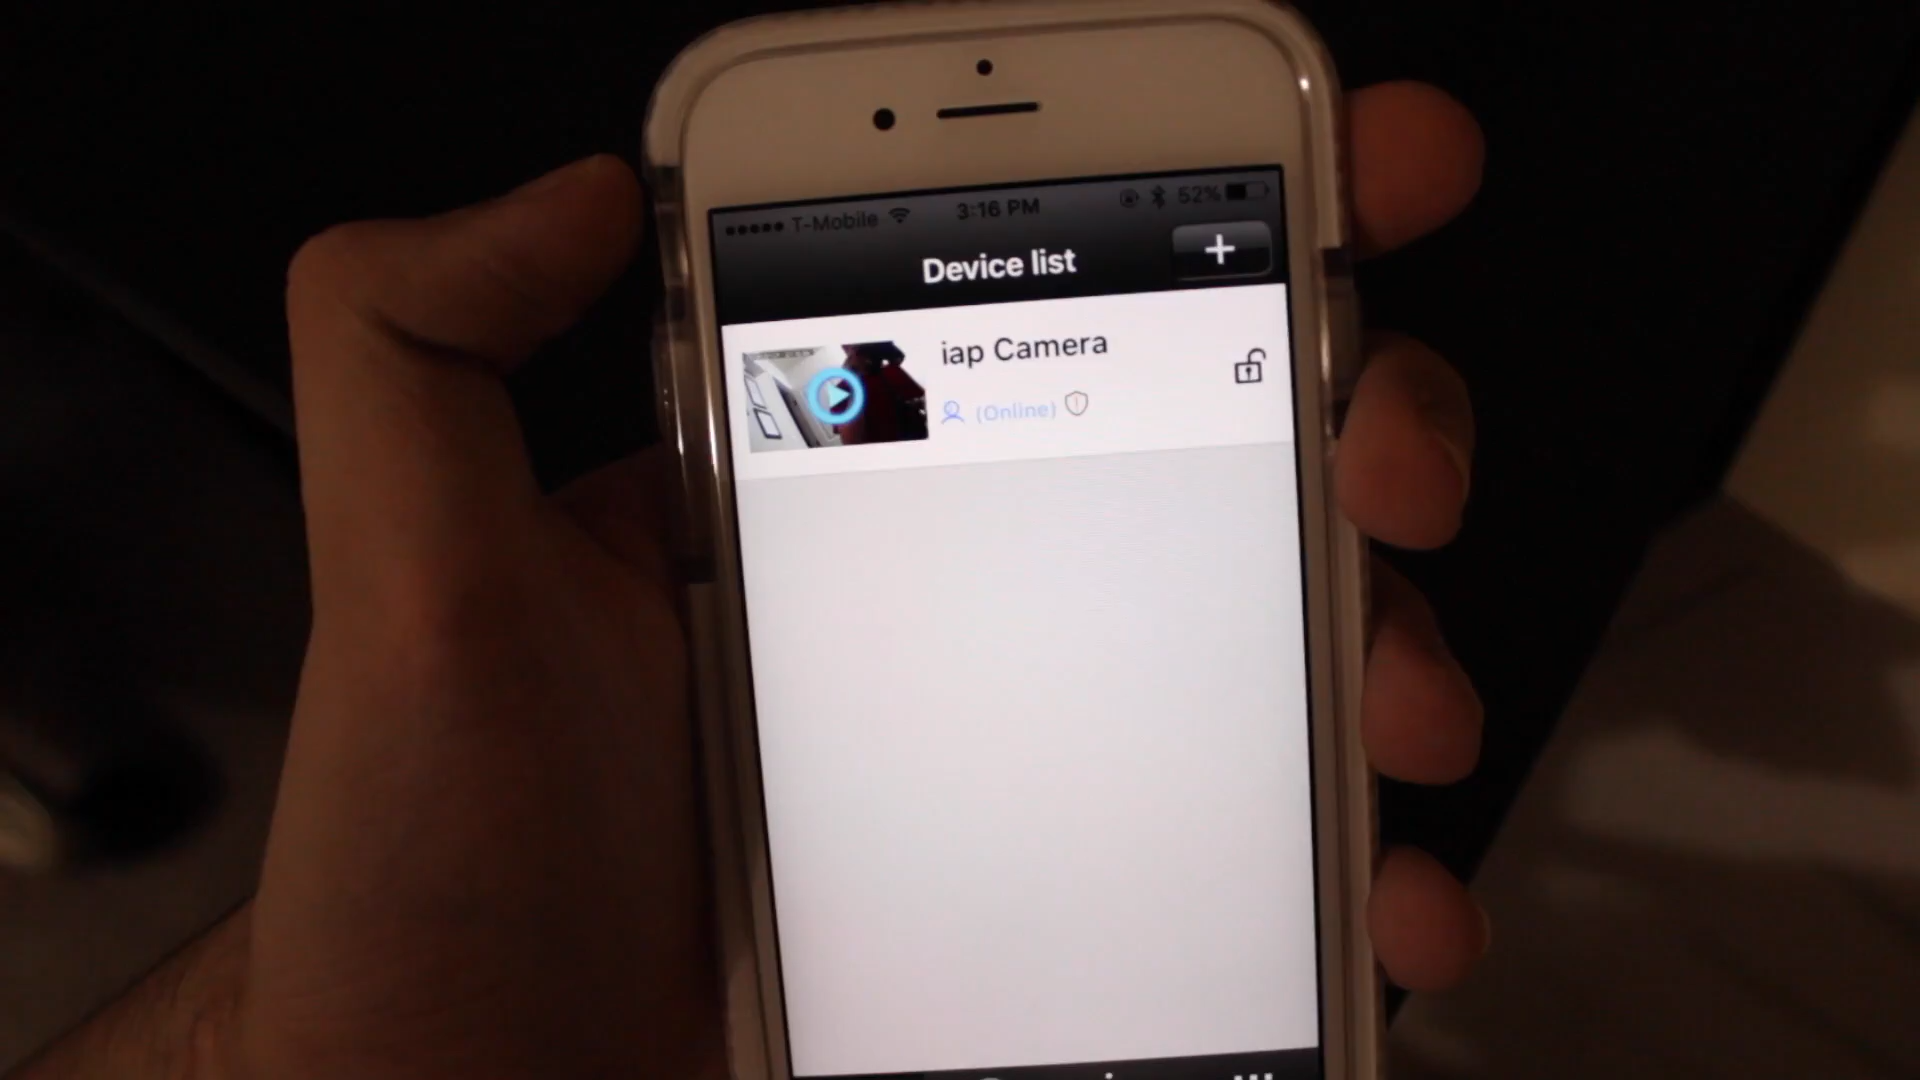 T-Mobile 3:16 PM 52%
Device list +
iap Camera
(Online)